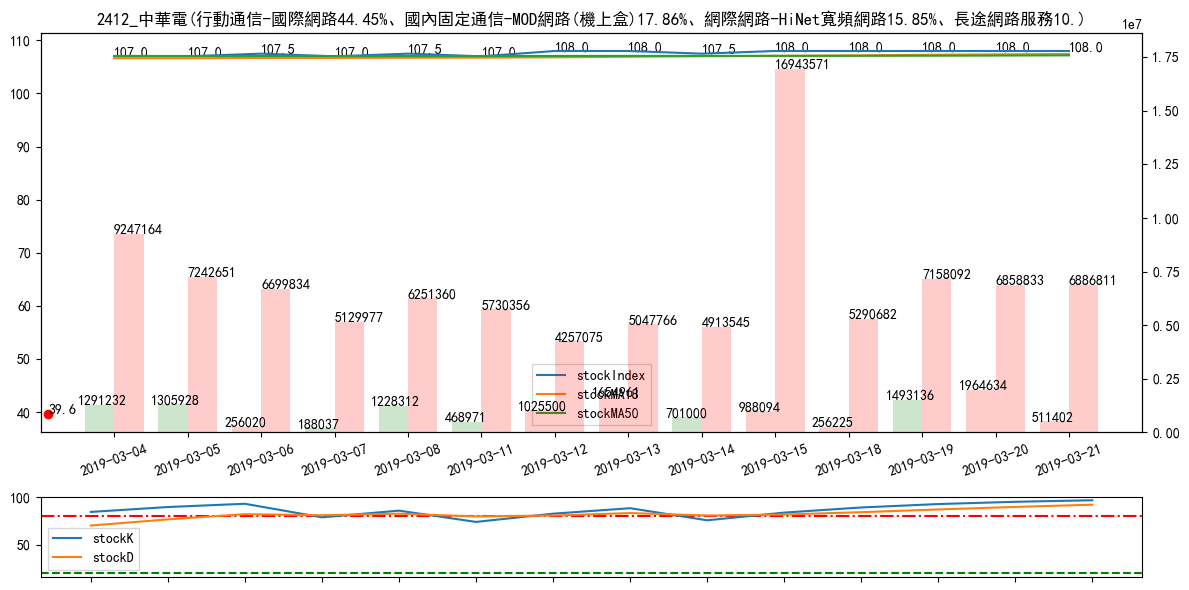 2412_中華電(行動通信-國際網路44.45%、國內固定通信-MOD網路(機上盒)17.86%、網際網路-HiNet寬頻網路15.85%、長途網路服務10.)
1e7
110
100
90
80
70
60
50
40
107.0 107.0 107.5 107.0 107.5 107.0 108.0 108.0 107.5 108.0 108.0 108.0 108.0 108.0
1.75
1.50
1.25
1.00
0.75
0.50
0.25
0.00
9247164 7242651 6699834 5129977 6251360 5730356 4257075 5047766 4913545 16943571 5290682 7158092 6858833 6886811
39.6
1291232 1305928 256020 188037 1228312 468971 1025500 1654961 701000 988094 256225 1493136 1964634 511402
stockIndex
stockMA18
stockMA50
2019-03-04 2019-03-05 2019-03-06 2019-03-07 2019-03-08 2019-03-11 2019-03-12 2019-03-13 2019-03-14 2019-03-15 2019-03-18 2019-03-19 2019-03-20 2019-03-21
100
50
stockK
stockD